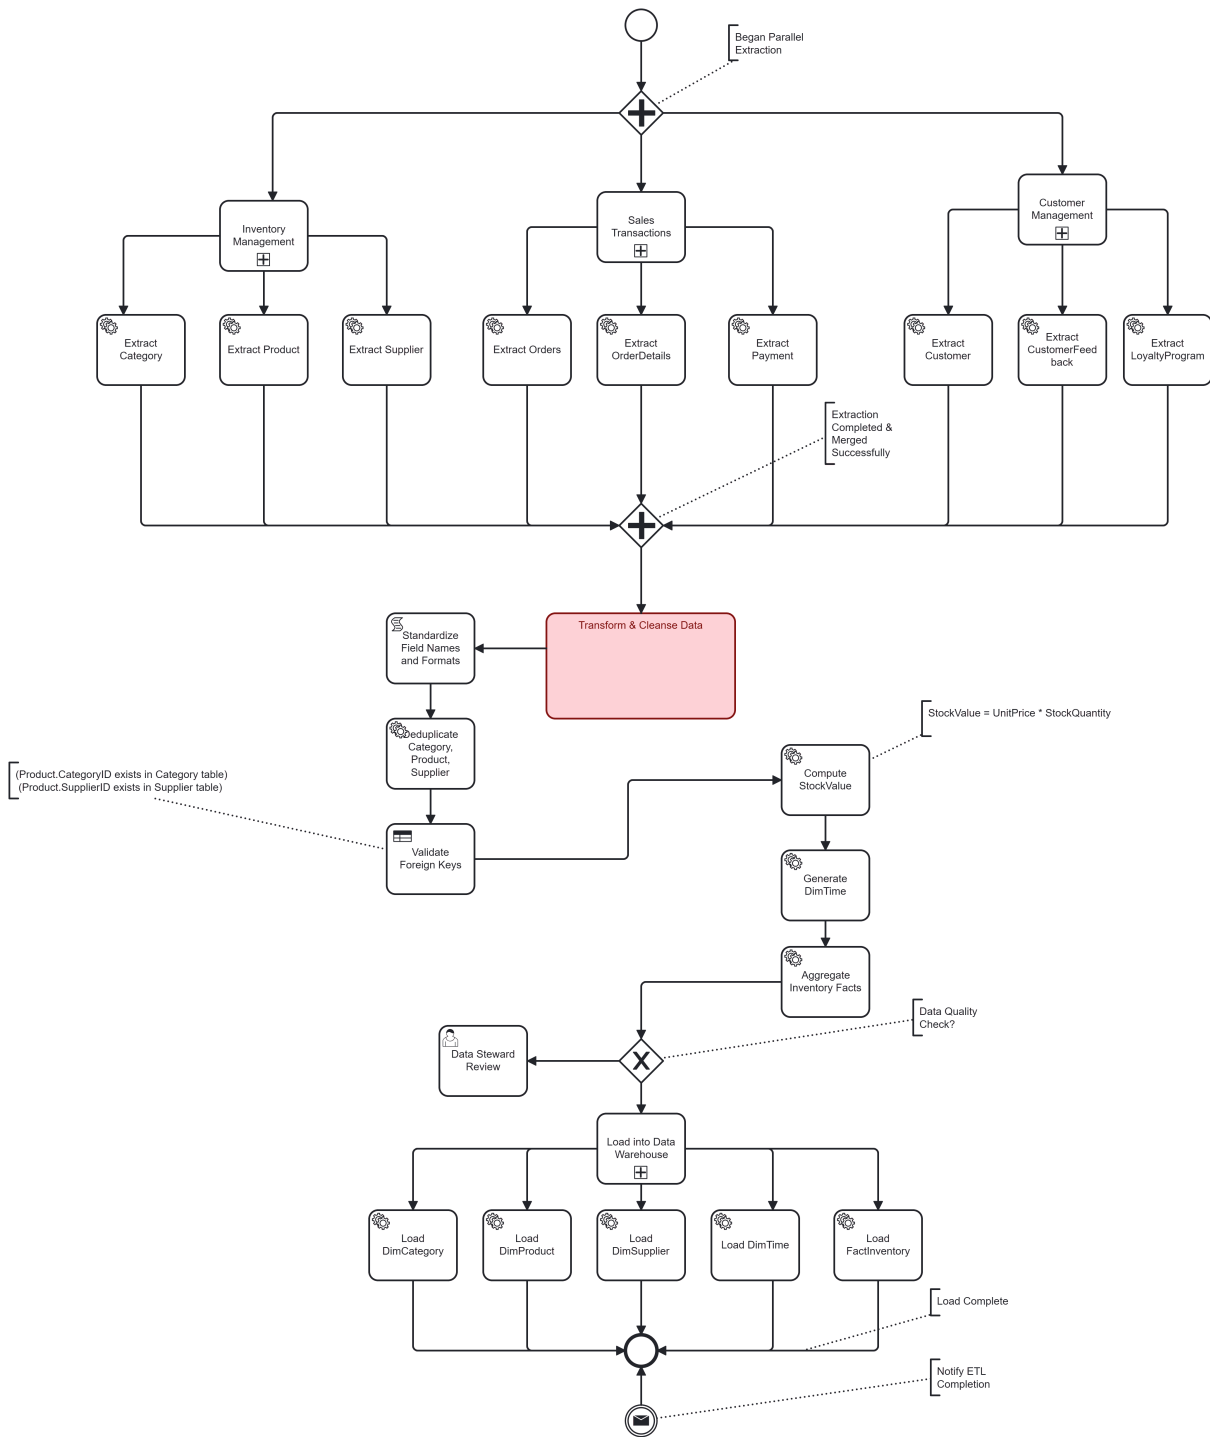 Began Parallel
Extraction
Inventory
Management
Sales
Transactions
Customer
Management
Extract
Category
Extract Product
Extract Supplier
Extract Orders
Extract
OrderDetails
Extract
Payment
Extract
Customer
Extract
CustomerFeed
back
Extract
LoyaltyProgram
Extraction
Completed &
Merged
Successfully
Standardize
Field Names
and Formats
Transform & Cleanse Data
Deduplicate
Category,
Product,
Supplier
StockValue = UnitPrice * StockQuantity
(Product.CategoryID exists in Category table)
(Product.SupplierID exists in Supplier table)
Compute
StockValue
Validate
Foreign Keys
Generate
DimTime
Aggregate
Inventory Facts
Data Quality
Check?
Data Steward
Review
Load into Data
Warehouse
Load
DimCategory
Load
DimProduct
Load
DimSupplier
Load DimTime
Load
FactInventory
Load Complete
Notify ETL
Completion